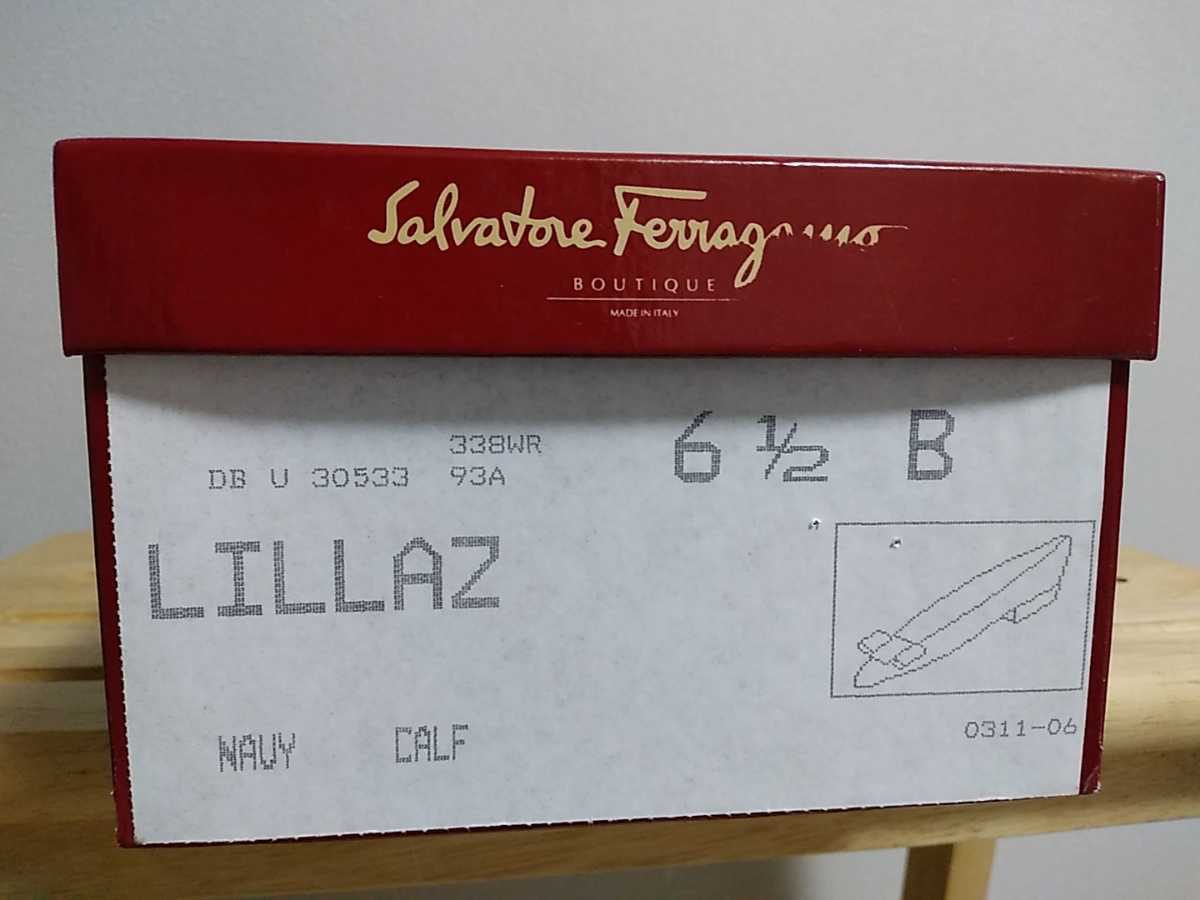 Salvatore Ferragamo
BOUTIQUE
MADE IN ITALY
338WR
6 ½ B
DB U 30533 93A
LILLAZ
NAVY CALF
0311-06